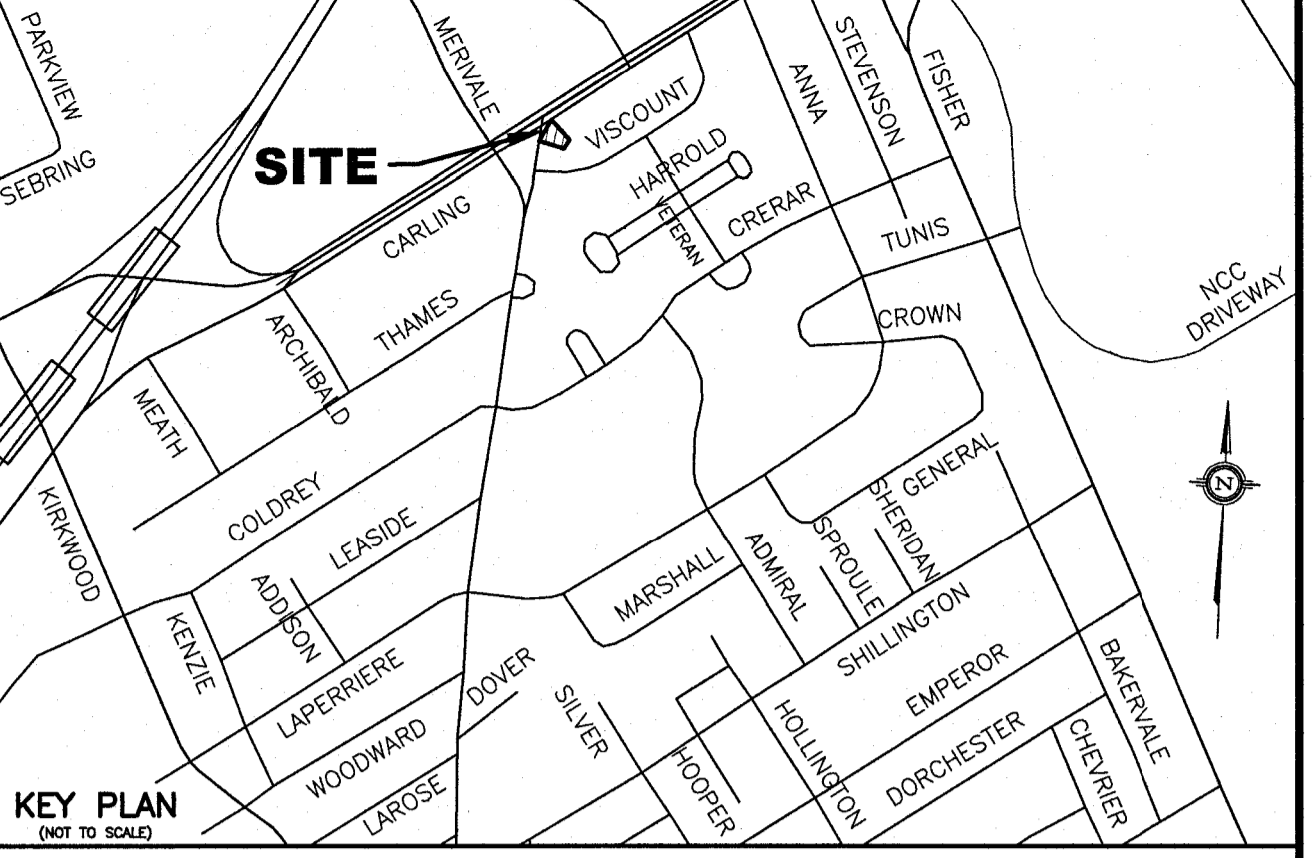 PARKVIEW
SEBRING
MERIVALE
SITE
VISCOUNT
HARROLD
VETERAN
CRERAR
ANNA
STEVENSON
FISHER
TUNIS
CROWN
NCC
DRIVEWAY
CARLING
THAMES
ARCHIBALD
MEATH
KIRKWOOD
COLDREY
LEASIDE
ADDISON
KENZIE
LAPERRIERE
WOODWARD
LAROSE
DOVER
SILVER
HOOPER
MARSHALL
ADMIRAL
SPROULE
SHERIDAN
GENERAL
SHILLINGTON
EMPEROR
HOLLINGTON
DORCHESTER
CHEVRIER
BAKERVALE
N
KEY PLAN
(NOT TO SCALE)